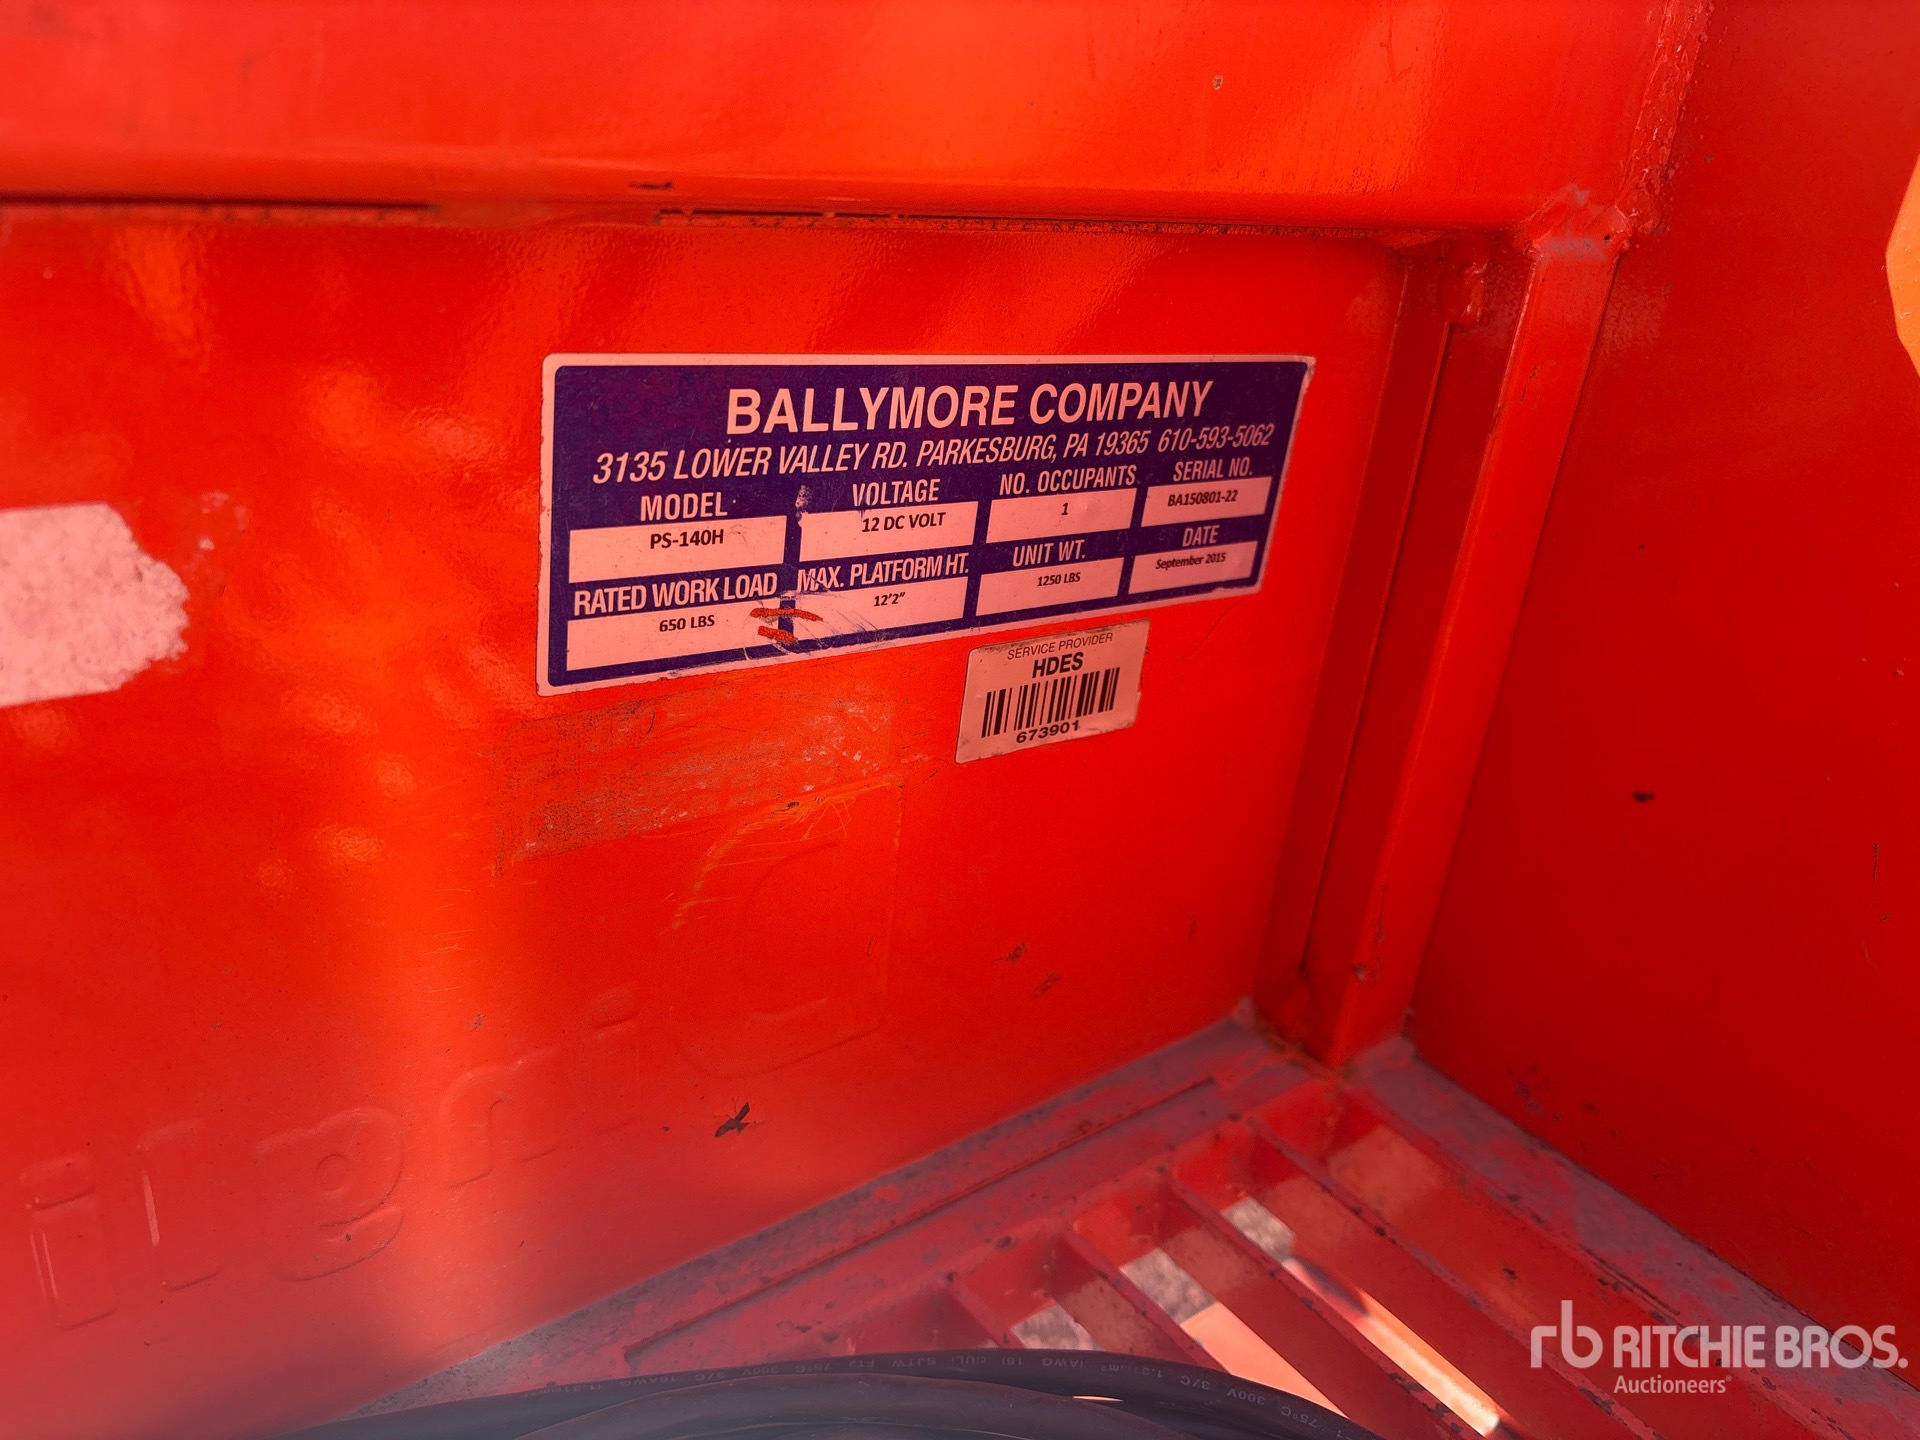 BALLYMORE COMPANY
3135 LOWER VALLEY RD. PARKESBURG, PA 19365 610-593-5062
MODEL VOLTAGE NO. OCCUPANTS SERIAL NO.
PS-140H 12 DC VOLT 1 BA150801-22
RATED WORK LOAD MAX. PLATFORM HT. UNIT WT. DATE
650 LBS 12'2" 1250 LBS September 2015
SERVICE PROVIDER
HDES
673901
rb RITCHIE BROS.
Auctioneers